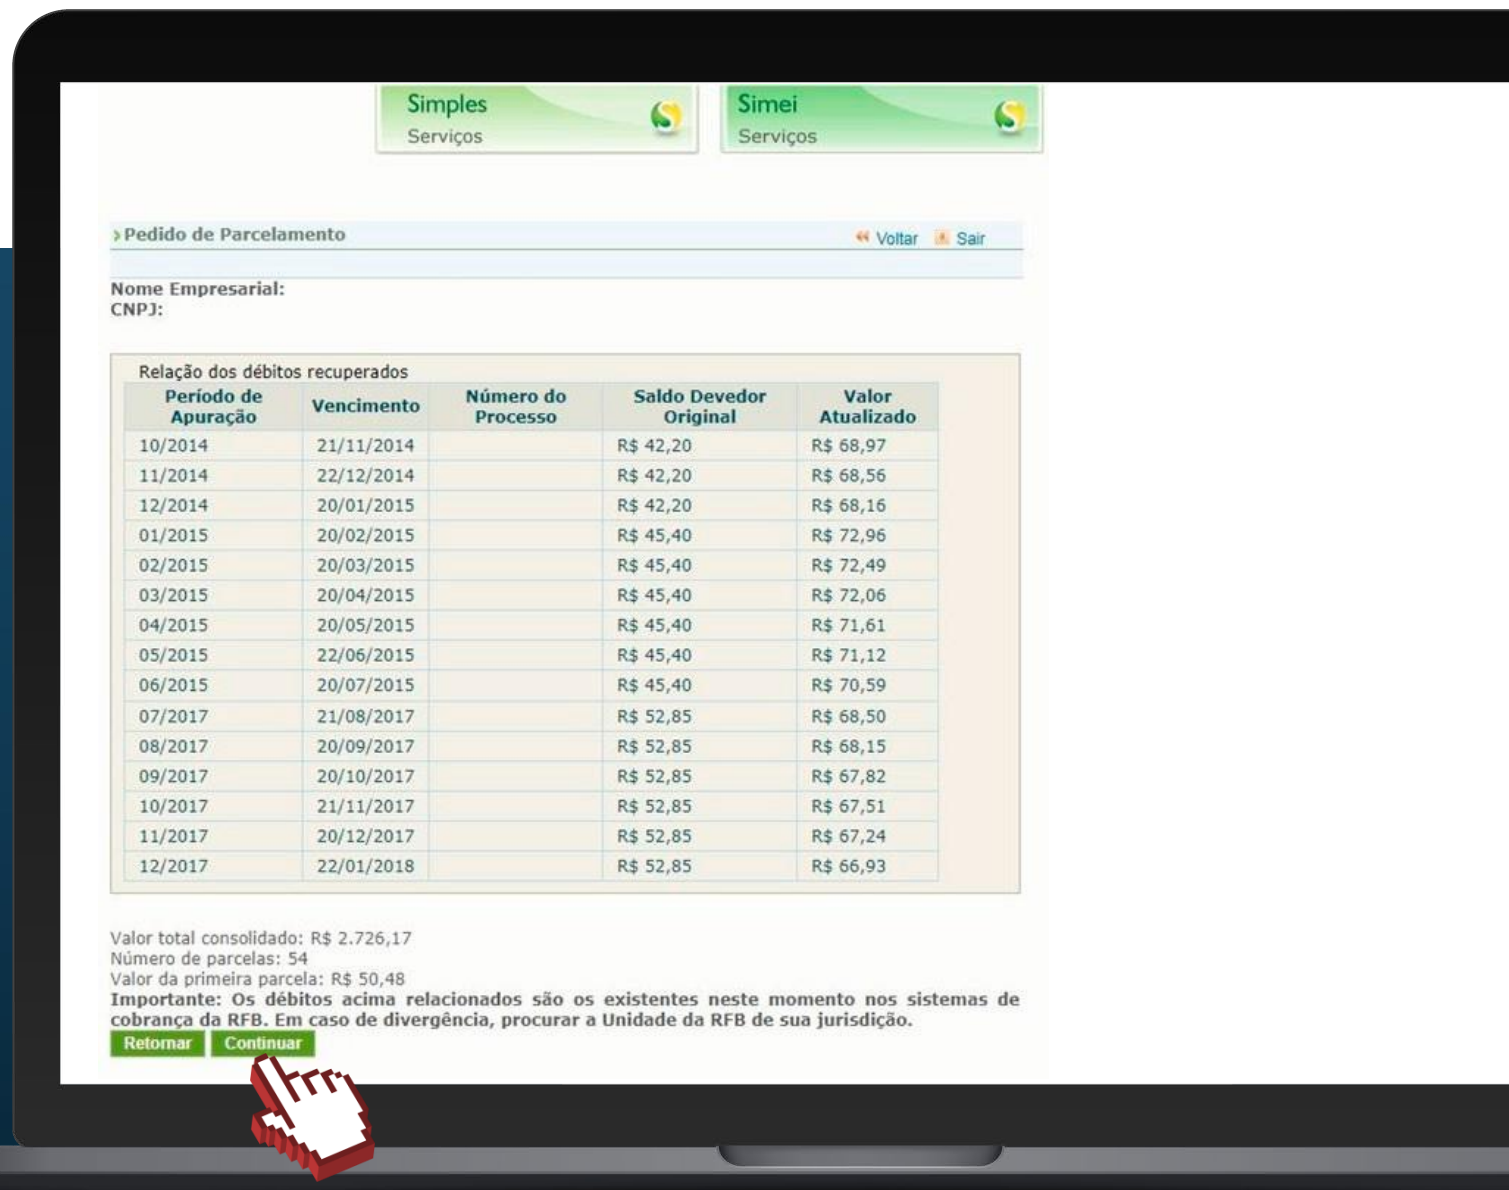 Simples
Serviços
Simei
Serviços
Pedido de Parcelamento
Voltar Sair
Nome Empresarial:
CNPJ:
Relação dos débitos recuperados
Período de Apuração Vencimento Número do Processo Saldo Devedor Original Valor Atualizado
10/2014 21/11/2014 R$ 42,20 R$ 68,97
11/2014 22/12/2014 R$ 42,20 R$ 68,56
12/2014 20/01/2015 R$ 42,20 R$ 68,16
01/2015 20/02/2015 R$ 45,40 R$ 72,96
02/2015 20/03/2015 R$ 45,40 R$ 72,49
03/2015 20/04/2015 R$ 45,40 R$ 72,06
04/2015 20/05/2015 R$ 45,40 R$ 71,61
05/2015 22/06/2015 R$ 45,40 R$ 71,12
06/2015 20/07/2015 R$ 45,40 R$ 70,59
07/2017 21/08/2017 R$ 52,85 R$ 68,50
08/2017 20/09/2017 R$ 52,85 R$ 68,15
09/2017 20/10/2017 R$ 52,85 R$ 67,82
10/2017 21/11/2017 R$ 52,85 R$ 67,51
11/2017 20/12/2017 R$ 52,85 R$ 67,24
12/2017 22/01/2018 R$ 52,85 R$ 66,93
Valor total consolidado: R$ 2.726,17
Número de parcelas: 54
Valor da primeira parcela: R$ 50,48
Importante: Os débitos acima relacionados são os existentes neste momento nos sistemas de
cobrança da RFB. Em caso de divergência, procurar a Unidade da RFB de sua jurisdição.
Retornar Continuar